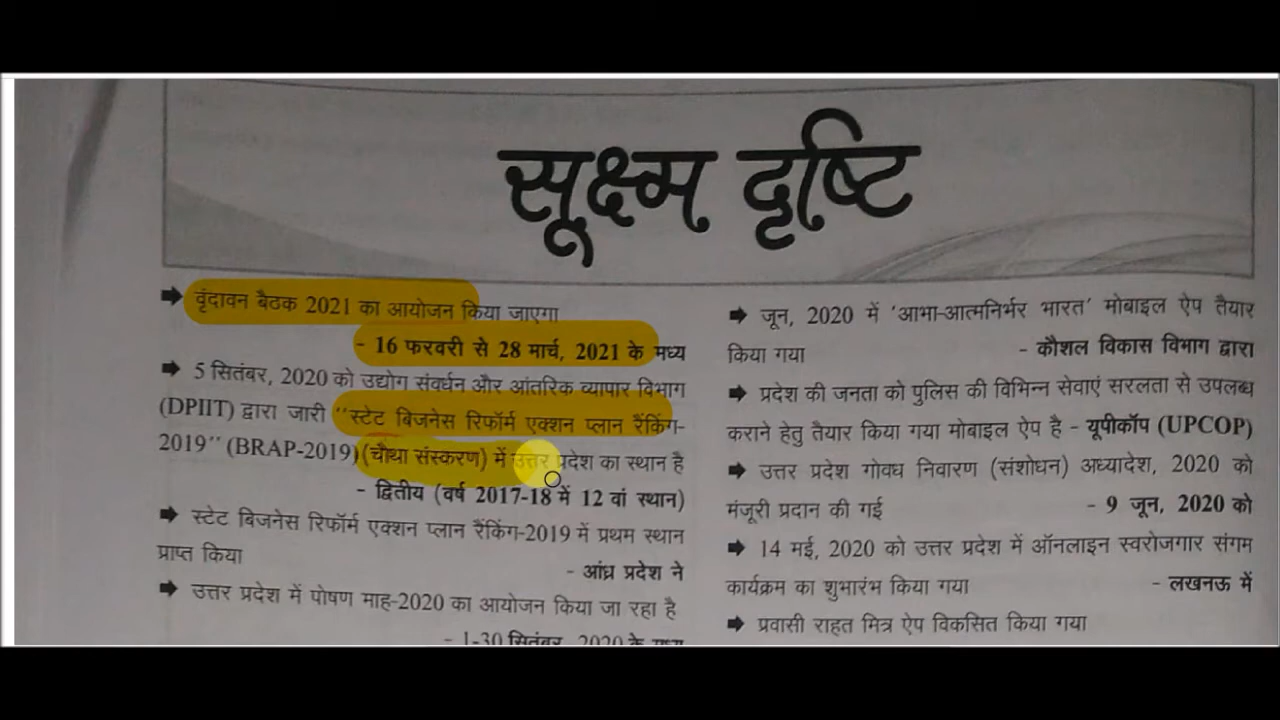 सूक्ष्म दृष्टि
➡ वृंदावन बैठक 2021 का आयोजन किया जाएगा
- 16 फरवरी से 28 मार्च, 2021 के मध्य
➡ 5 सितंबर, 2020 को उद्योग संवर्धन और आंतरिक व्यापार विभाग
(DPIIT) द्वारा जारी "स्टेट बिजनेस रिफॉर्म एक्शन प्लान रैंकिंग-
2019" (BRAP-2019) (चौथा संस्करण) में उत्तर प्रदेश का स्थान है
- द्वितीय (वर्ष 2017-18 में 12 वां स्थान)
➡ स्टेट बिजनेस रिफॉर्म एक्शन प्लान रैंकिंग-2019 में प्रथम स्थान
प्राप्त किया
- आंध्र प्रदेश ने
➡ उत्तर प्रदेश में पोषण माह-2020 का आयोजन किया जा रहा है
- 1-30 सितंबर, 2020 के मध्य
➡ जून, 2020 में 'आभा-आत्मनिर्भर भारत' मोबाइल ऐप तैयार
किया गया - कौशल विकास विभाग द्वारा
➡ प्रदेश की जनता को पुलिस की विभिन्न सेवाएं सरलता से उपलब्ध
कराने हेतु तैयार किया गया मोबाइल ऐप है - यूपीकॉप (UPCOP)
➡ उत्तर प्रदेश गोवध निवारण (संशोधन) अध्यादेश, 2020 को
मंजूरी प्रदान की गई - 9 जून, 2020 को
➡ 14 मई, 2020 को उत्तर प्रदेश में ऑनलाइन स्वरोजगार संगम
कार्यक्रम का शुभारंभ किया गया - लखनऊ में
➡ प्रवासी राहत मित्र ऐप विकसित किया गया